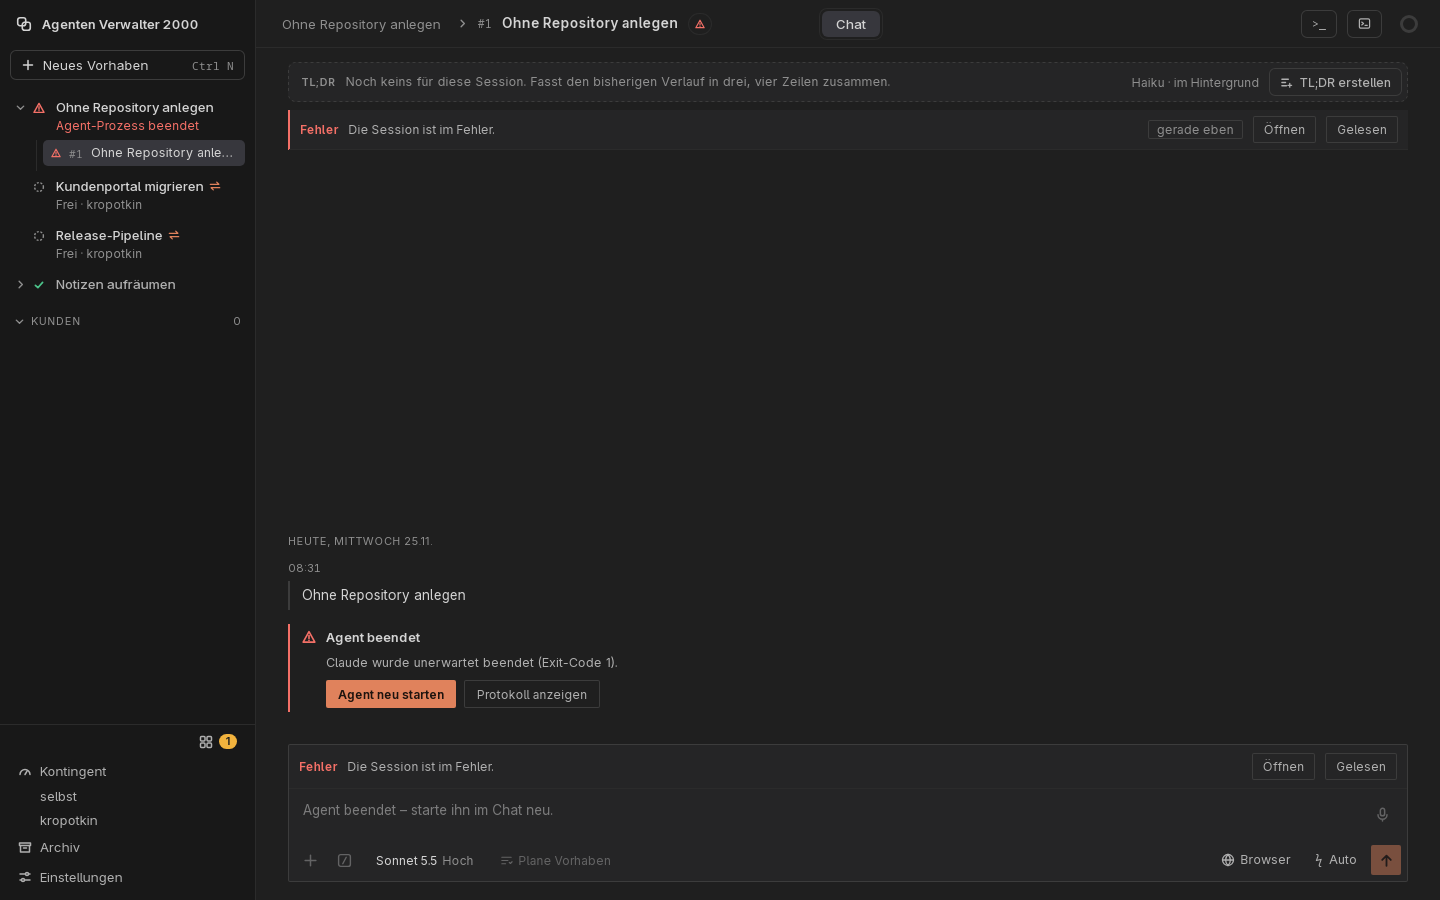 Agenten Verwalter 2000
Neues Vorhaben Ctrl N
Ohne Repository anlegen
Agent-Prozess beendet
#1 Ohne Repository anle…
Kundenportal migrieren
Frei · kropotkin
Release-Pipeline
Frei · kropotkin
Notizen aufräumen
KUNDEN 0
1
Kontingent
selbst
kropotkin
Archiv
Einstellungen
Ohne Repository anlegen > #1 Ohne Repository anlegen
Chat
>_
TL;DR Noch keins für diese Session. Fasst den bisherigen Verlauf in drei, vier Zeilen zusammen. Haiku · im Hintergrund TL;DR erstellen
Fehler Die Session ist im Fehler. gerade eben Öffnen Gelesen
HEUTE, MITTWOCH 25.11.
08:31
Ohne Repository anlegen
Agent beendet
Claude wurde unerwartet beendet (Exit-Code 1).
Agent neu starten Protokoll anzeigen
Fehler Die Session ist im Fehler. Öffnen Gelesen
Agent beendet – starte ihn im Chat neu.
Sonnet 5.5 Hoch Plane Vorhaben Browser Auto